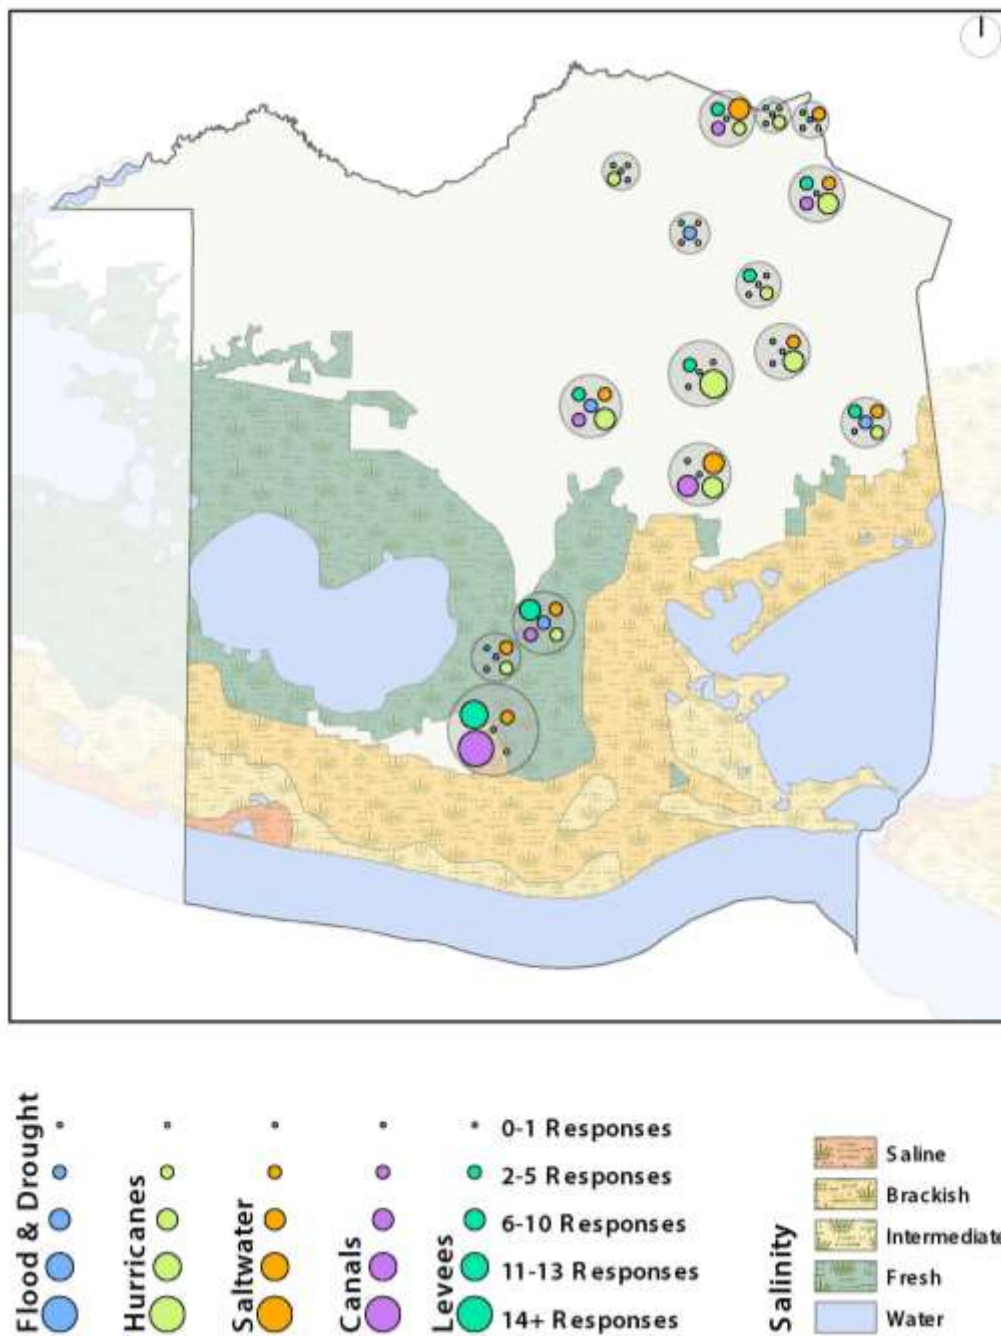 Flood & Drought
Hurricanes
Saltwater
Canals
Levees
0-1 Responses
2-5 Responses
6-10 Responses
11-13 Responses
14+ Responses
Salinity
Saline
Brackish
Intermediate
Fresh
Water